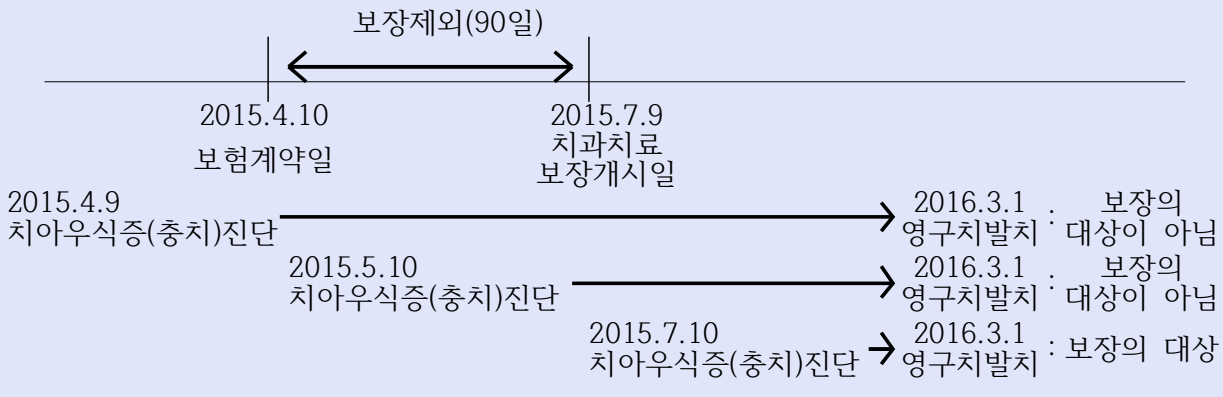 보장제외(90일)
2015.4.10
보험계약일
2015.7.9
치과치료
보장개시일
2015.4.9
치아우식증(충치)진단
2016.3.1
영구치발치
:
보장의
대상이 아님
2015.5.10
치아우식증(충치)진단
2016.3.1
영구치발치
:
보장의
대상이 아님
2015.7.10
치아우식증(충치)진단
2016.3.1
영구치발치
: 보장의 대상